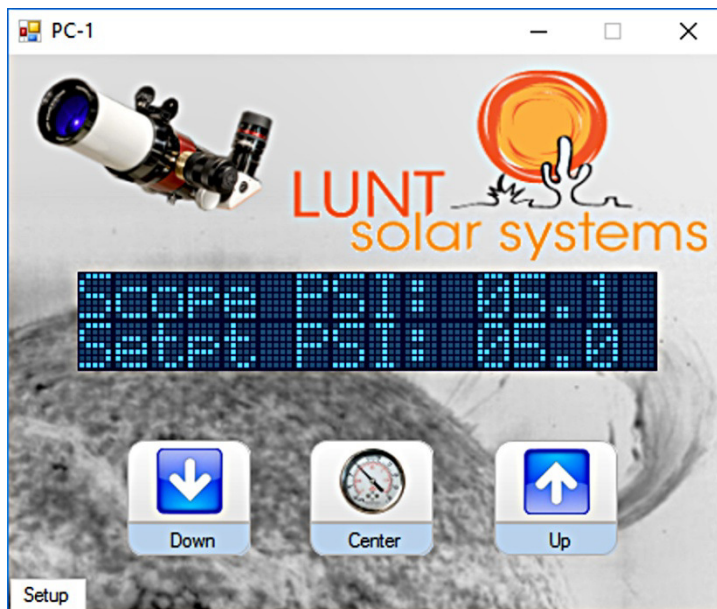 PC-1
LUNT
solar systems
Scope PSI: 05.1
Setpt PSI: 05.0
Down
Center
Up
Setup